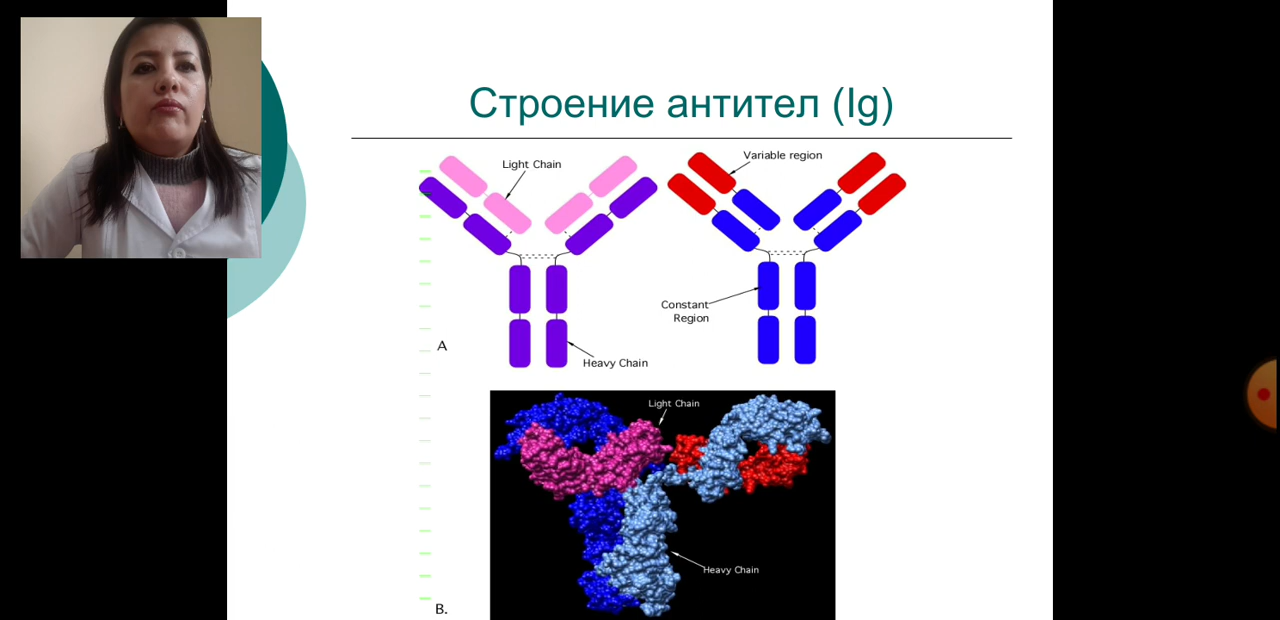 Строение антител (Ig)
Light Chain
Variable region
Constant
Region
A
Heavy Chain
Light Chain
Heavy Chain
B.